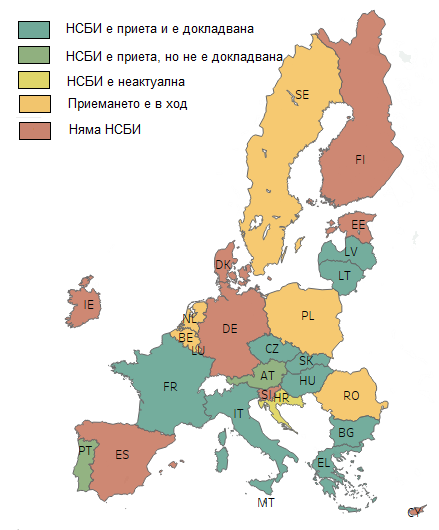 НСБИ е приета и е докладвана
НСБИ е приета, но не е докладвана
НСБИ е неактуална
Приемането е в ход
Няма НСБИ
SE
FI
EE
LV
LT
DK
IE
NL
BE
LU
DE
PL
CZ
SK
AT
HU
FR
SI
HR
RO
IT
BG
PT
ES
EL
MT
CY